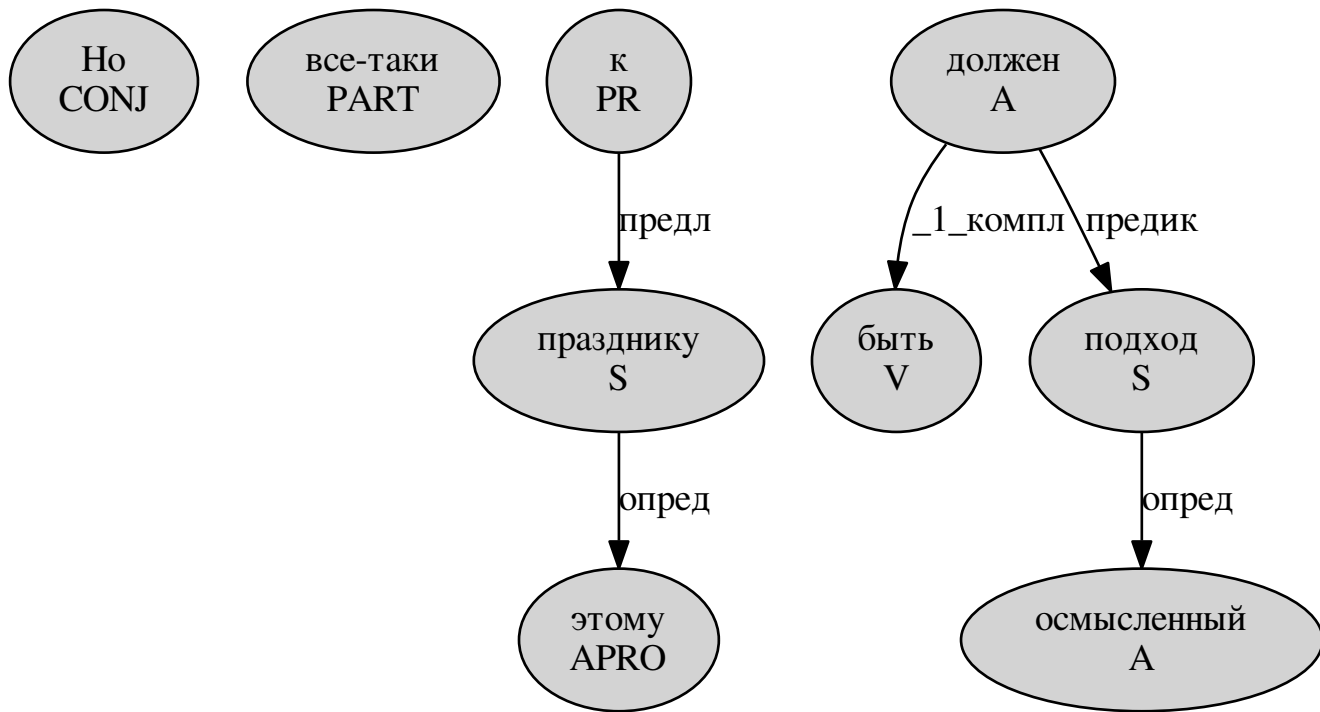 Но
CONJ
все-таки
PART
к
PR
должен
A
предл
_1_компл
предик
празднику
S
быть
V
подход
S
опред
опред
этому
APRO
осмысленный
A